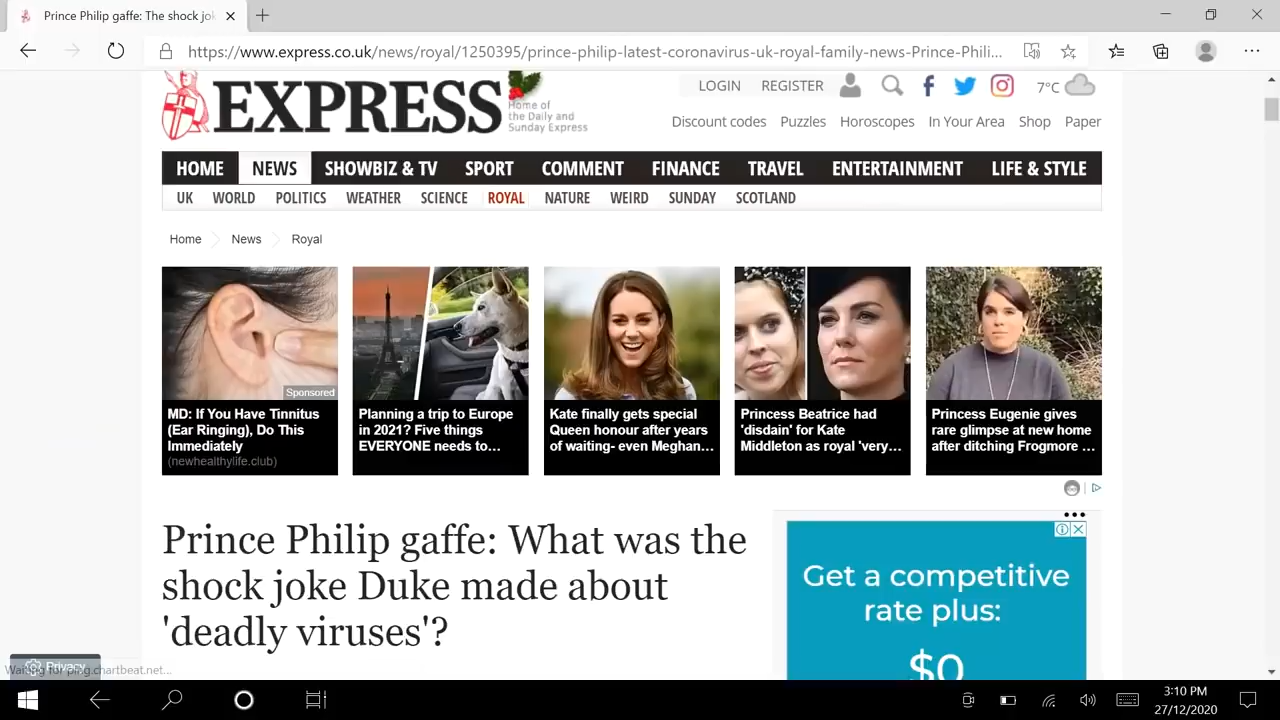 Prince Philip gaffe: The shock jok
https://www.express.co.uk/news/royal/1250395/prince-philip-latest-coronavirus-uk-royal-family-news-Prince-Phili...
EXPRESS
Home of
the Daily and
Sunday Express
LOGIN REGISTER
7°C
Discount codes Puzzles Horoscopes In Your Area Shop Paper
HOME NEWS SHOWBIZ & TV SPORT COMMENT FINANCE TRAVEL ENTERTAINMENT LIFE & STYLE
UK WORLD POLITICS WEATHER SCIENCE ROYAL NATURE WEIRD SUNDAY SCOTLAND
Home News Royal
Sponsored
MD: If You Have Tinnitus
(Ear Ringing), Do This
Immediately
(newhealthylife.club)
Planning a trip to Europe
in 2021? Five things
EVERYONE needs to...
Kate finally gets special
Queen honour after years
of waiting- even Meghan...
Princess Beatrice had
'disdain' for Kate
Middleton as royal 'very...
Princess Eugenie gives
rare glimpse at new home
after ditching Frogmore ...
Prince Philip gaffe: What was the
shock joke Duke made about
'deadly viruses'?
Get a competitive
rate plus:
$0
Privacy
Waiting for ping.chartbeat.net...
3:10 PM
27/12/2020